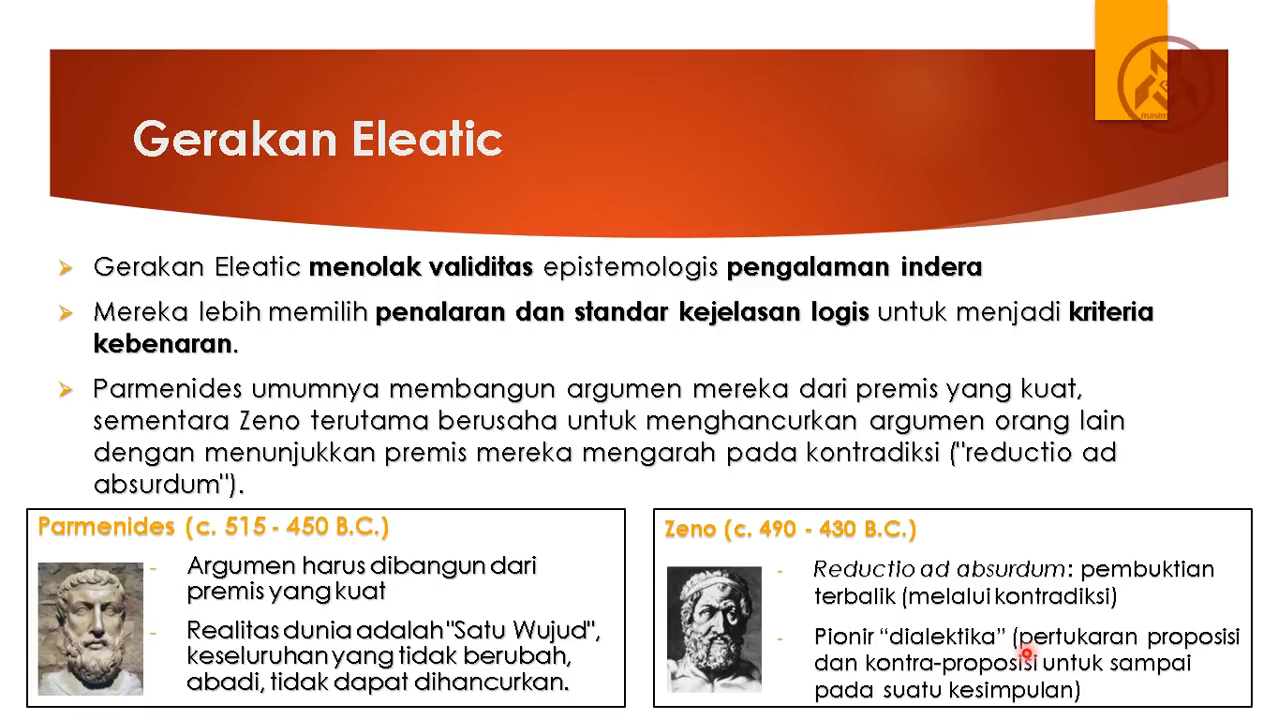 masim
Gerakan Eleatic
Gerakan Eleatic menolak validitas epistemologis pengalaman indera
Mereka lebih memilih penalaran dan standar kejelasan logis untuk menjadi kriteria
kebenaran.
Parmenides umumnya membangun argumen mereka dari premis yang kuat,
sementara Zeno terutama berusaha untuk menghancurkan argumen orang lain
dengan menunjukkan premis mereka mengarah pada kontradiksi ("reductio ad
absurdum").
Parmenides (c. 515 - 450 B.C.)
- Argumen harus dibangun dari
premis yang kuat
- Realitas dunia adalah "Satu Wujud",
keseluruhan yang tidak berubah,
abadi, tidak dapat dihancurkan.
Zeno (c. 490 - 430 B.C.)
- Reductio ad absurdum: pembuktian
terbalik (melalui kontradiksi)
- Pionir “dialektika” (pertukaran proposisi
dan kontra-proposisi untuk sampai
pada suatu kesimpulan)